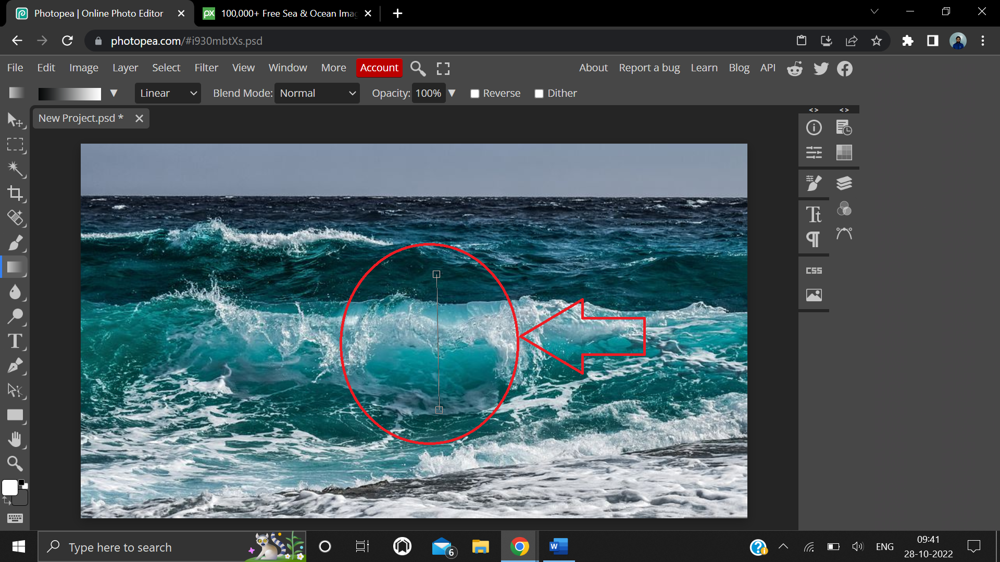 Photopea | Online Photo Editor
px 100,000+ Free Sea & Ocean Imag
photopea.com/#i930mbtXs.psd
File Edit Image Layer Select Filter View Window More Account About Report a bug Learn Blog API
Linear Blend Mode: Normal Opacity: 100% Reverse Dither
New Project.psd *
< > < >
Tt
CSS
T
Type here to search
6
W
ENG
09:41
28-10-2022